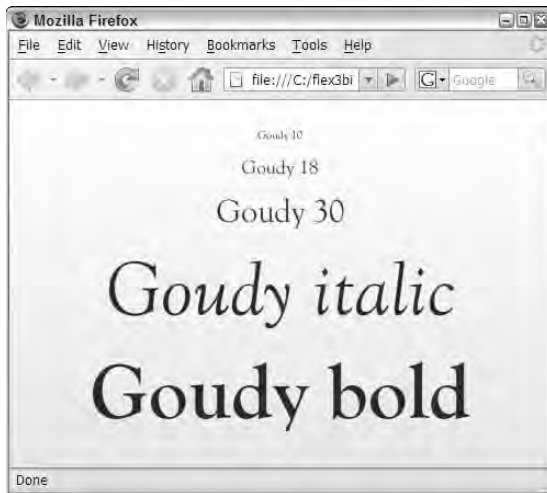 Mozilla Firefox
File Edit View History Bookmarks Tools Help
file:///C:/flex3bi G Google
Goudy 10
Goudy 18
Goudy 30
Goudy italic
Goudy bold
Done